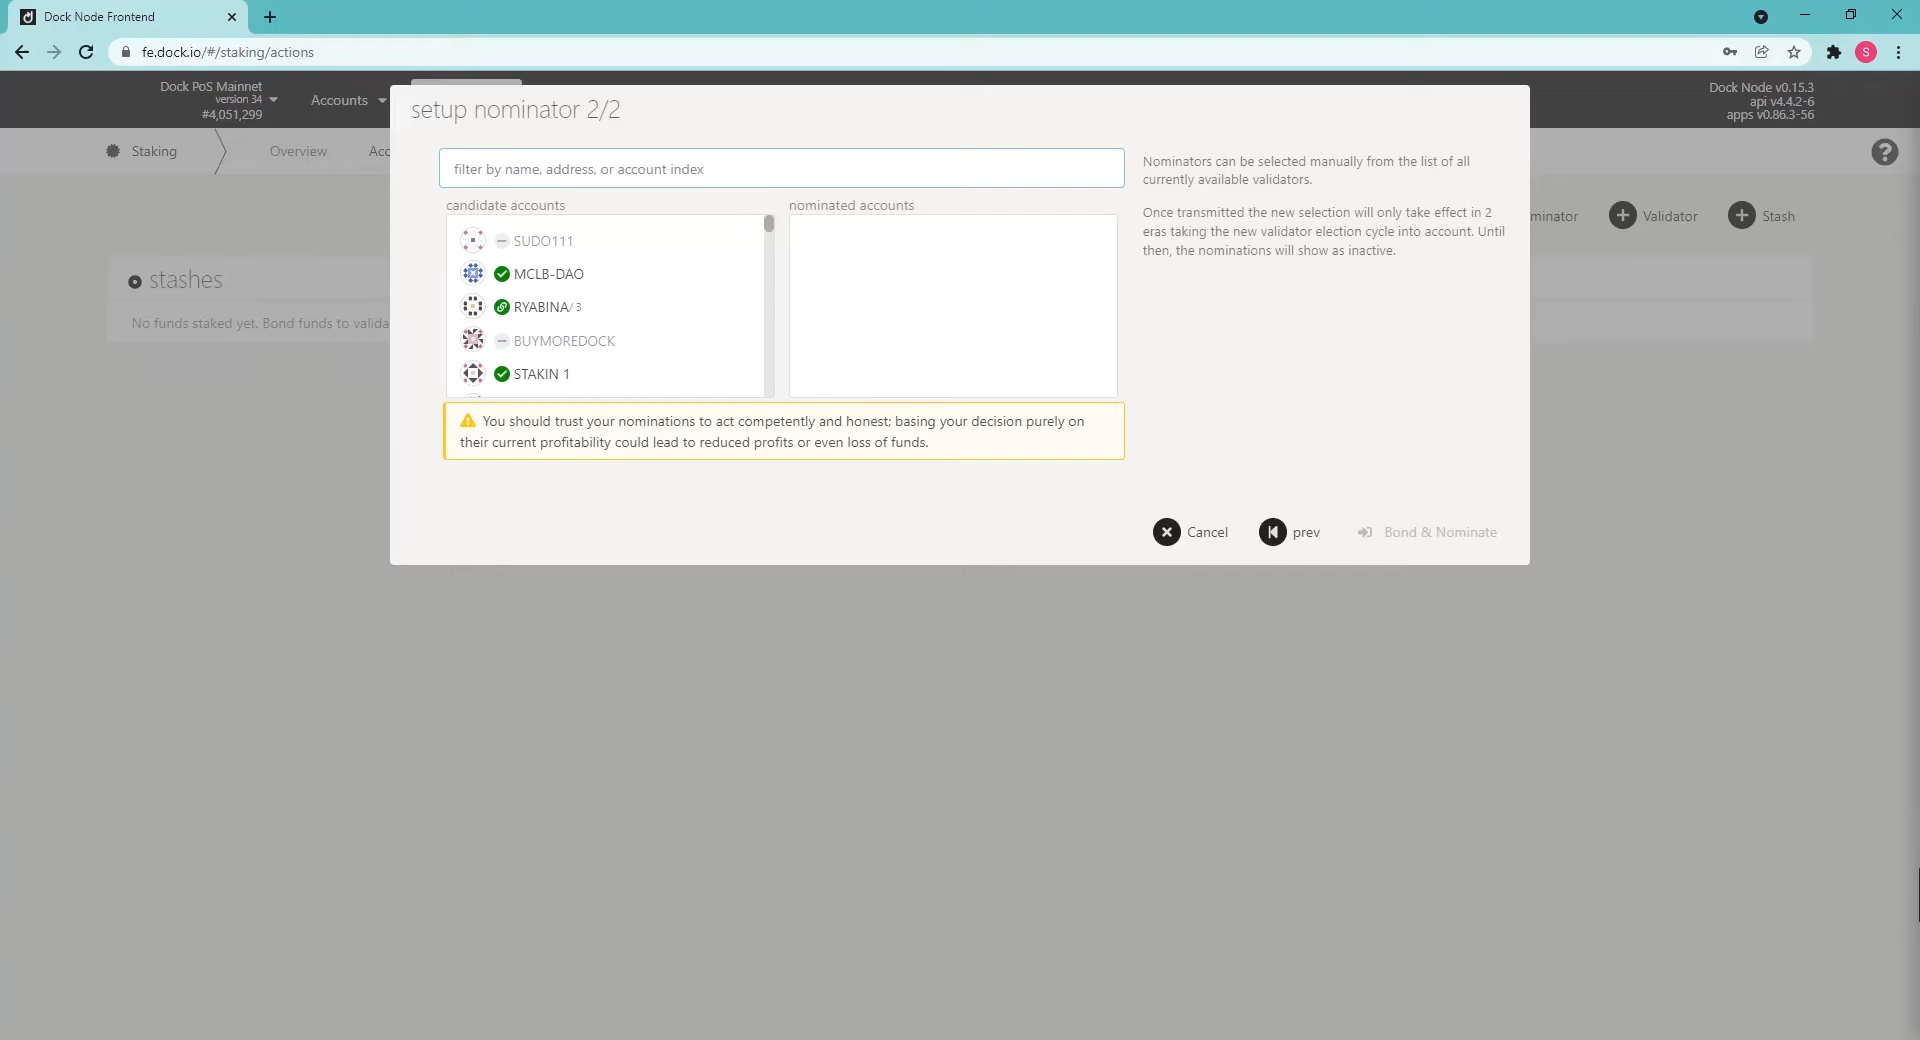 Dock Node Frontend
fe.dock.io/#/staking/actions
S
Dock PoS Mainnet
version 34
#4,051,299
Accounts
Dock Node v0.15.3
api v4.4.2-6
apps v0.86.3-56
Staking
Overview
Acc
setup nominator 2/2
filter by name, address, or account index
candidate accounts
nominated accounts
SUDO111
MCLB-DAO
RYABINA/ 3
BUYMOREDOCK
STAKIN 1
Nominators can be selected manually from the list of all
currently available validators.
Once transmitted the new selection will only take effect in 2
eras taking the new validator election cycle into account. Until
then, the nominations will show as inactive.
You should trust your nominations to act competently and honest; basing your decision purely on
their current profitability could lead to reduced profits or even loss of funds.
Cancel
prev
Bond & Nominate
minator
Validator
Stash
stashes
No funds staked yet. Bond funds to valida